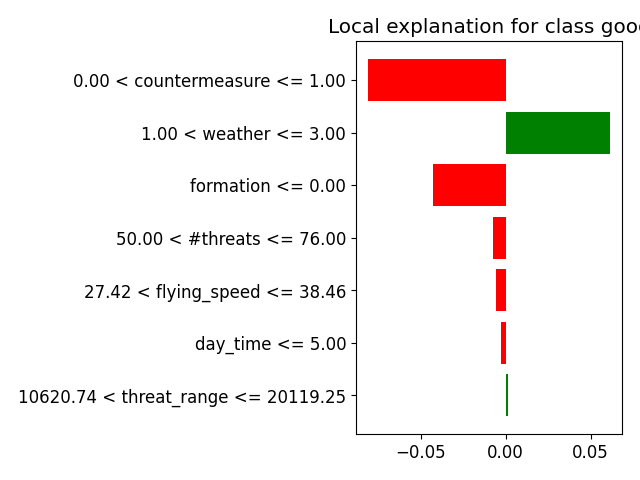 Local explanation for class goo
0.00 < countermeasure <= 1.00
1.00 < weather <= 3.00
formation <= 0.00
50.00 < #threats <= 76.00
27.42 < flying_speed <= 38.46
day_time <= 5.00
10620.74 < threat_range <= 20119.25
−0.05 0.00 0.05